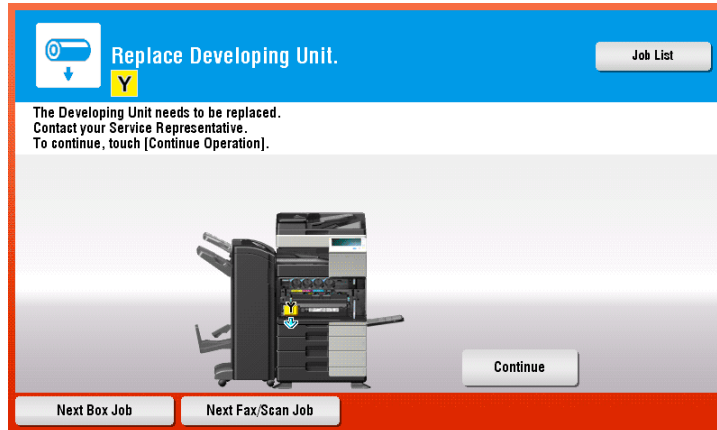 Replace Developing Unit.
Job List
Y
The Developing Unit needs to be replaced.
Contact your Service Representative.
To continue, touch [Continue Operation].
Y
Continue
Next Box Job
Next Fax/Scan Job